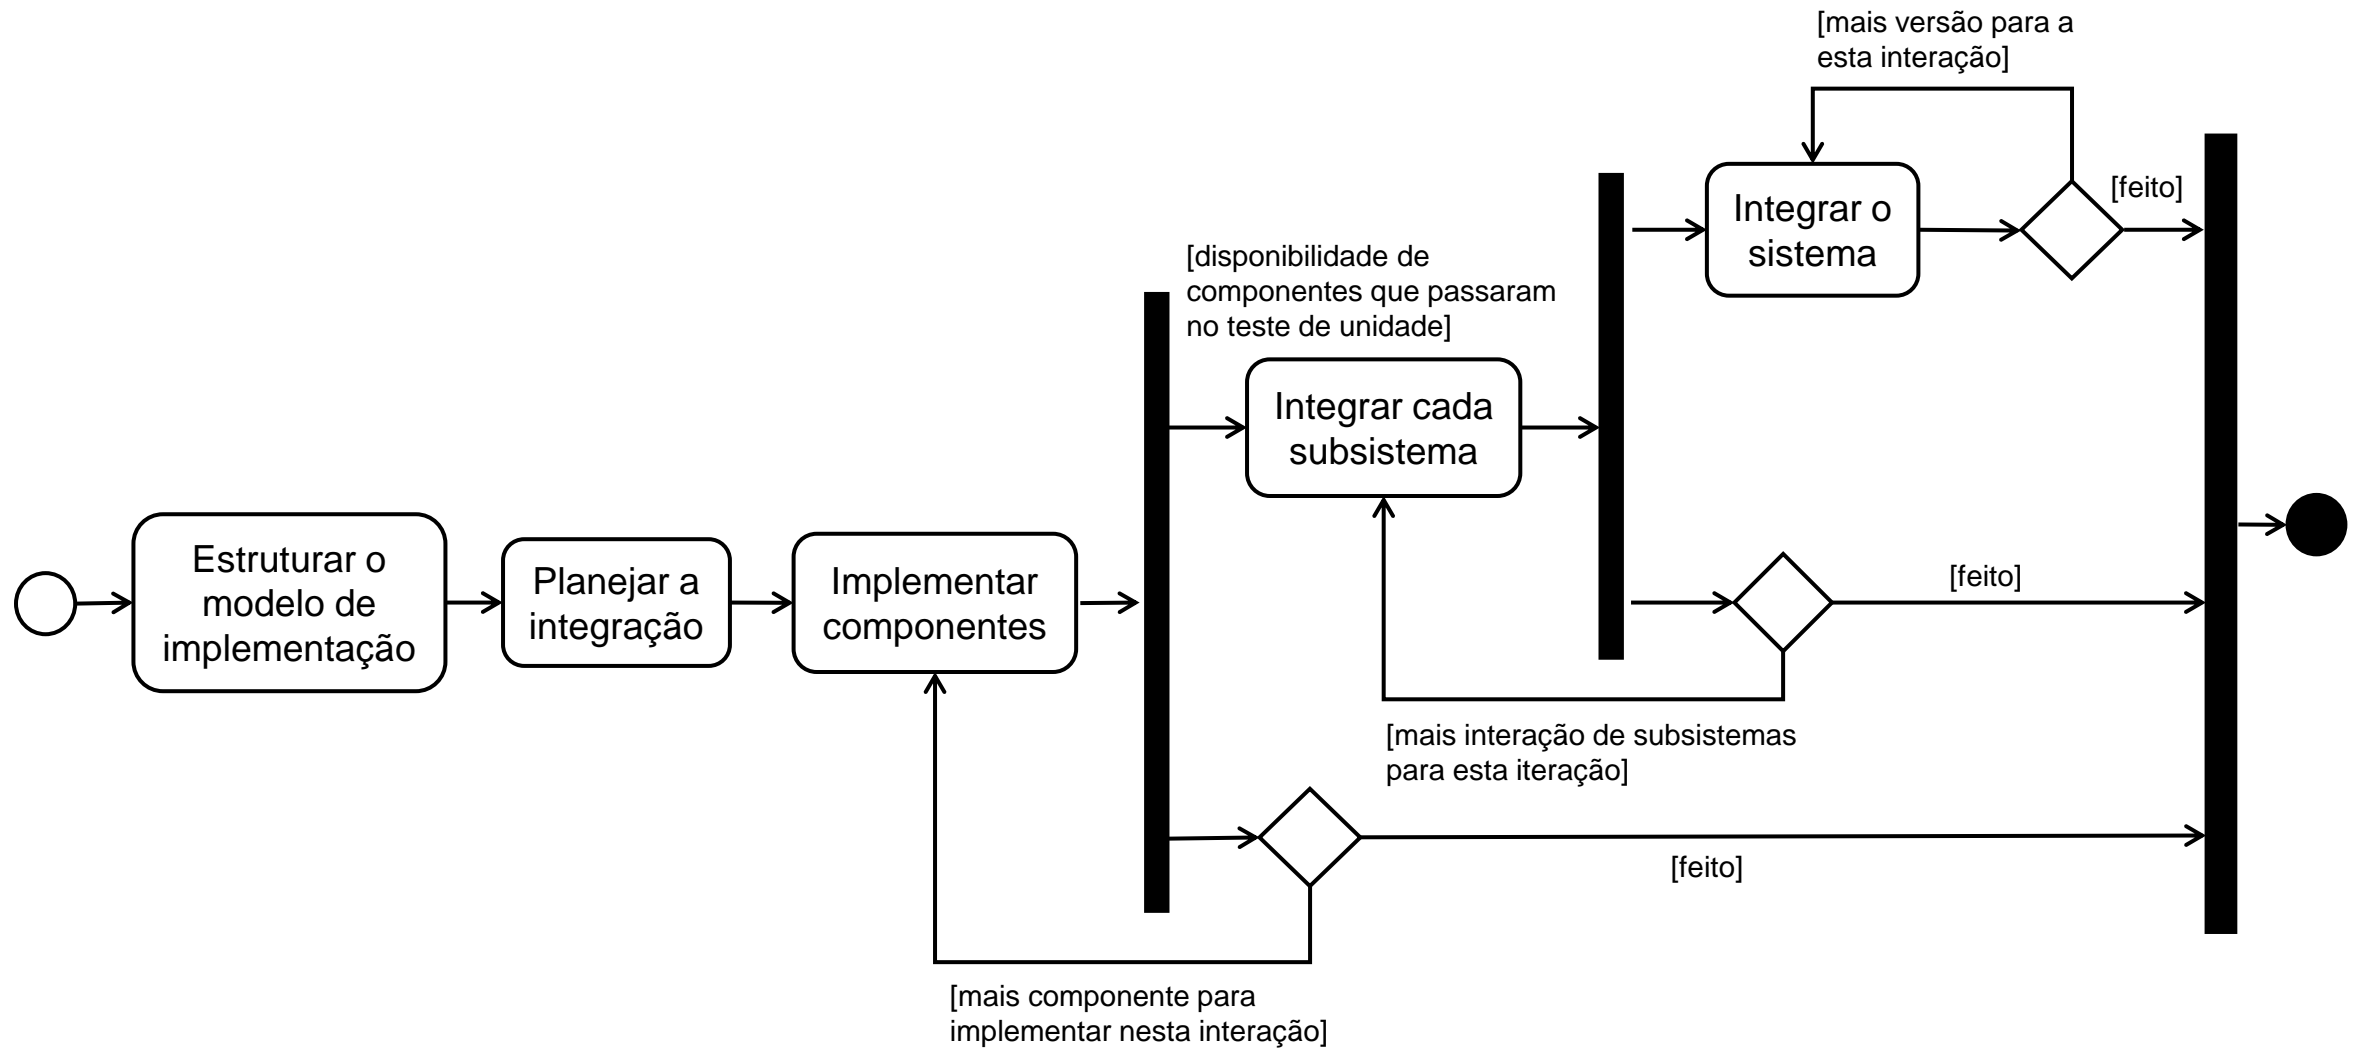 [mais versão para a
esta interação]
[feito]
Integrar o
sistema
[disponibilidade de
componentes que passaram
no teste de unidade]
Integrar cada
subsistema
Estruturar o
modelo de
implementação
Planejar a
integração
Implementar
componentes
[feito]
[mais interação de subsistemas
para esta iteração]
[feito]
[mais componente para
implementar nesta interação]